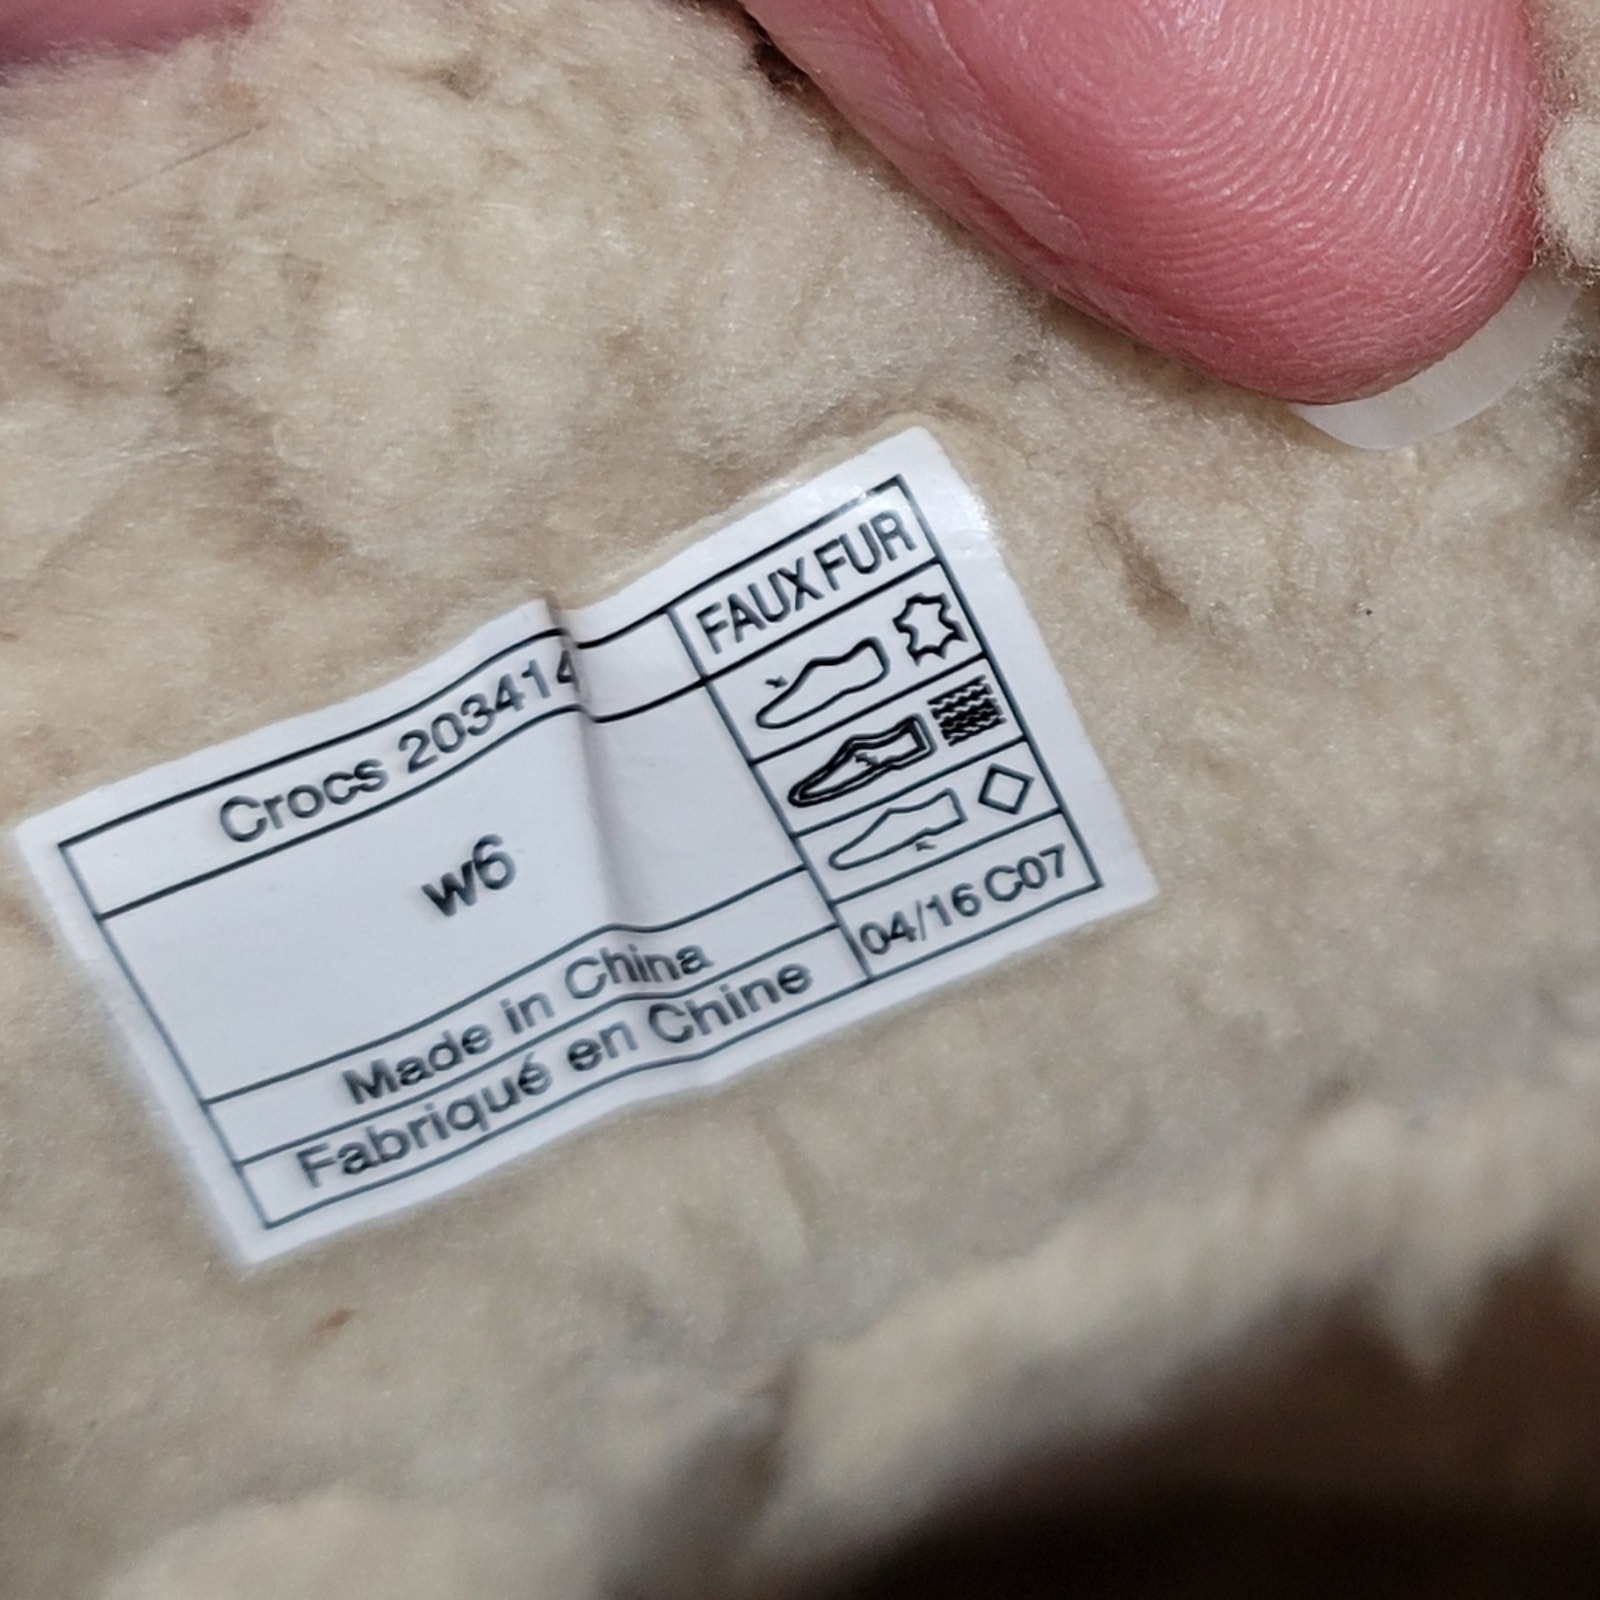 Crocs 203414
w6
Made in China
Fabriqué en Chine
FAUX FUR
04/16 C07